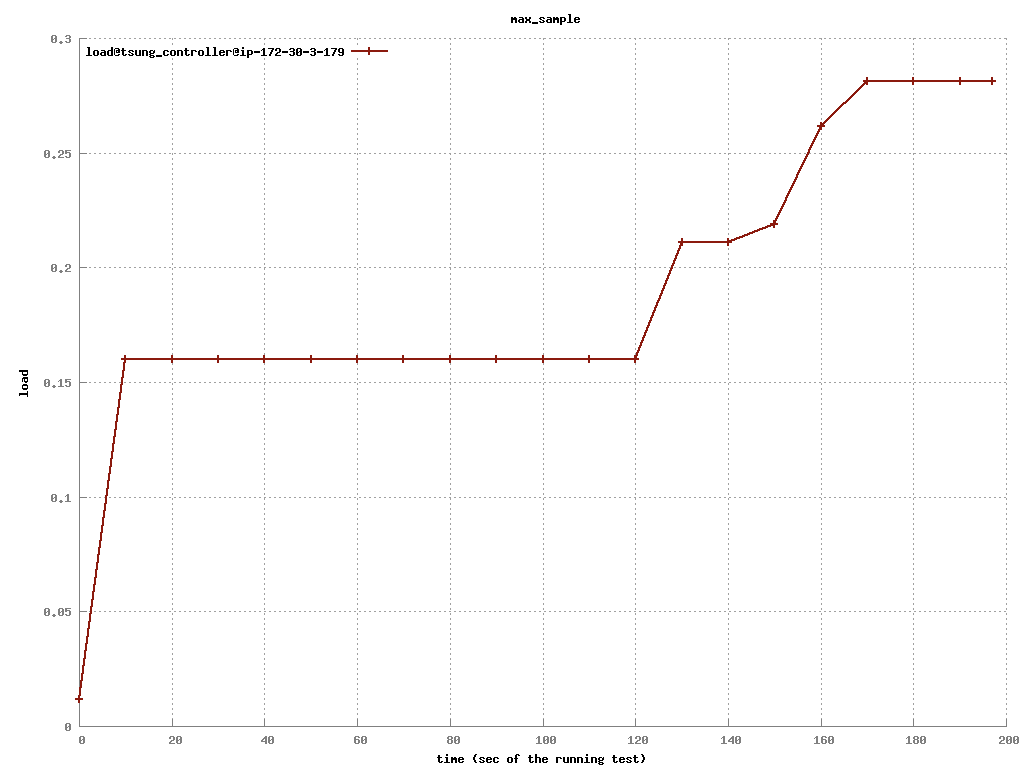 max_sample
load@tsung_controller@ip-172-30-3-179
0.3
0.25
0.2
0.15
0.1
0.05
0
load
0 20 40 60 80 100 120 140 160 180 200
time (sec of the running test)